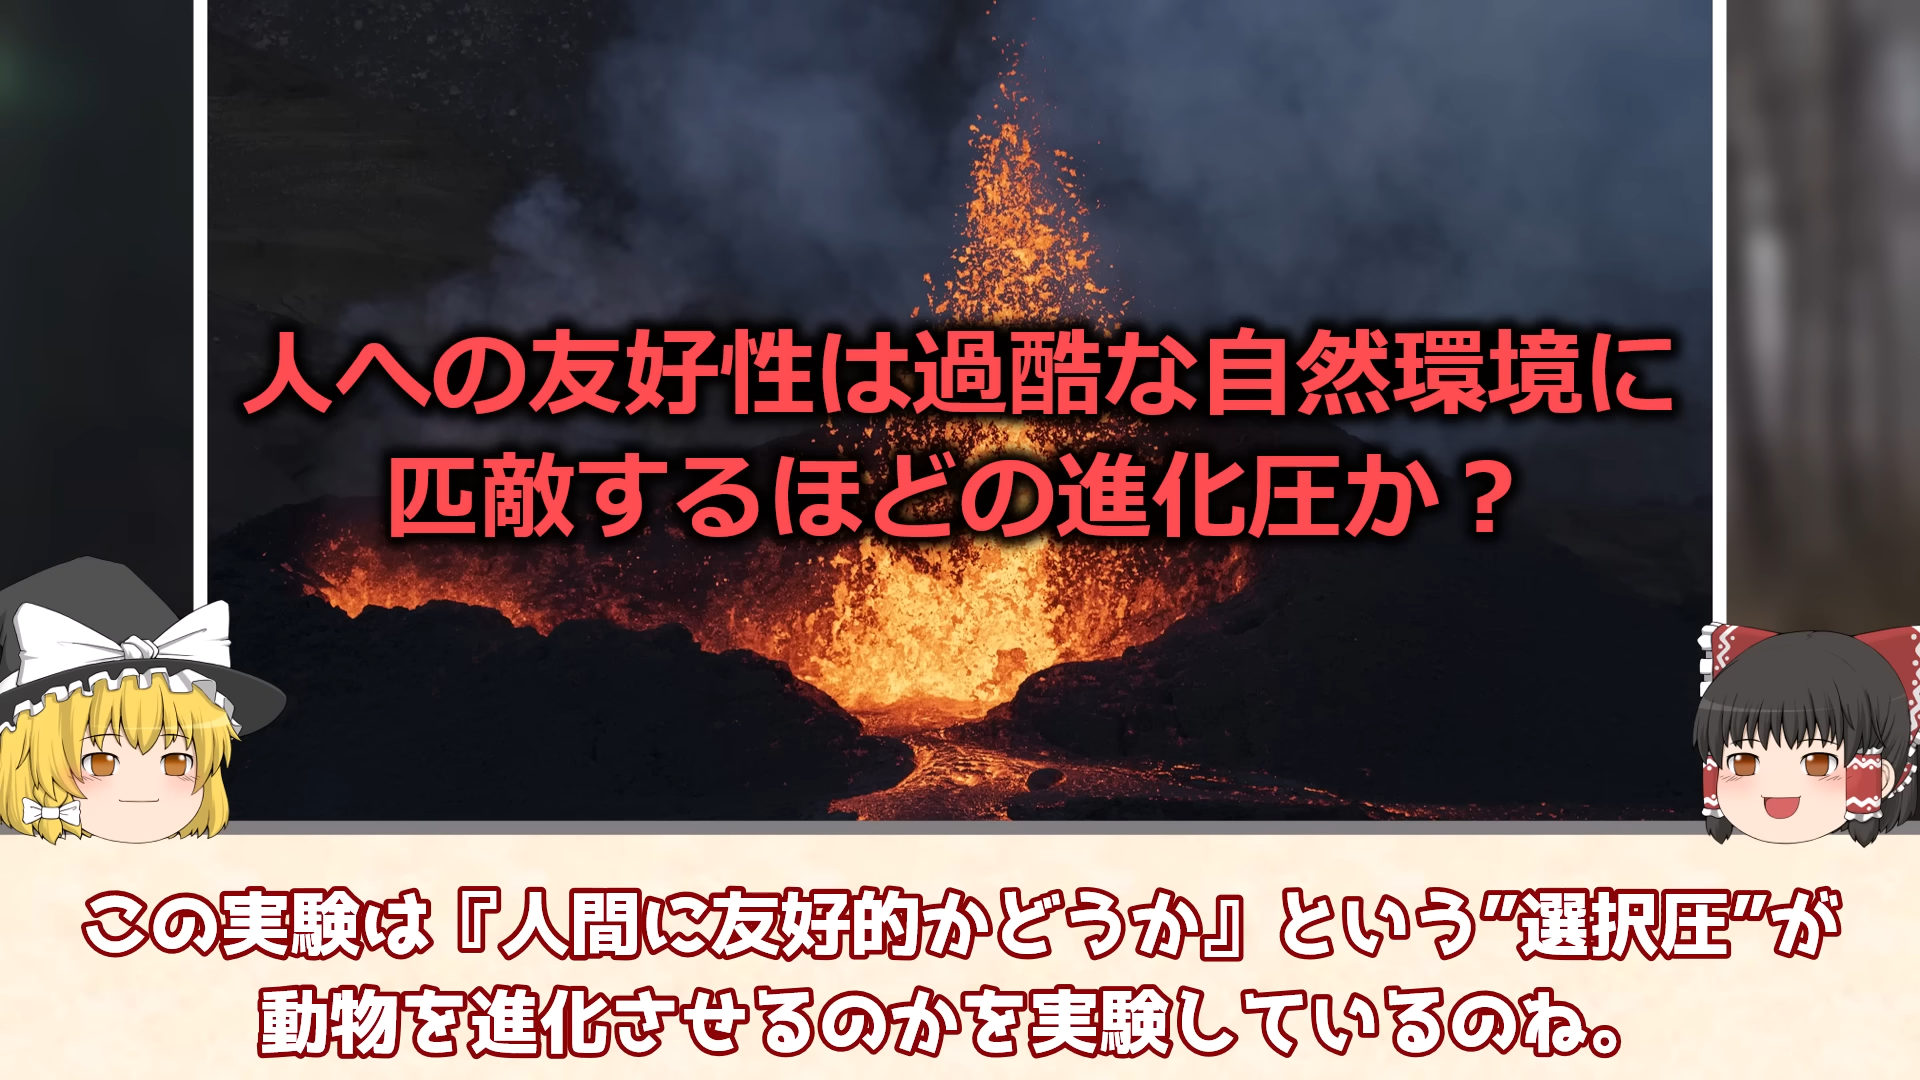 人への友好性は過酷な自然環境に
匹敵するほどの進化圧か？
この実験は『人間に友好的かどうか』という”選択圧”が
動物を進化させるのかを実験しているのね。